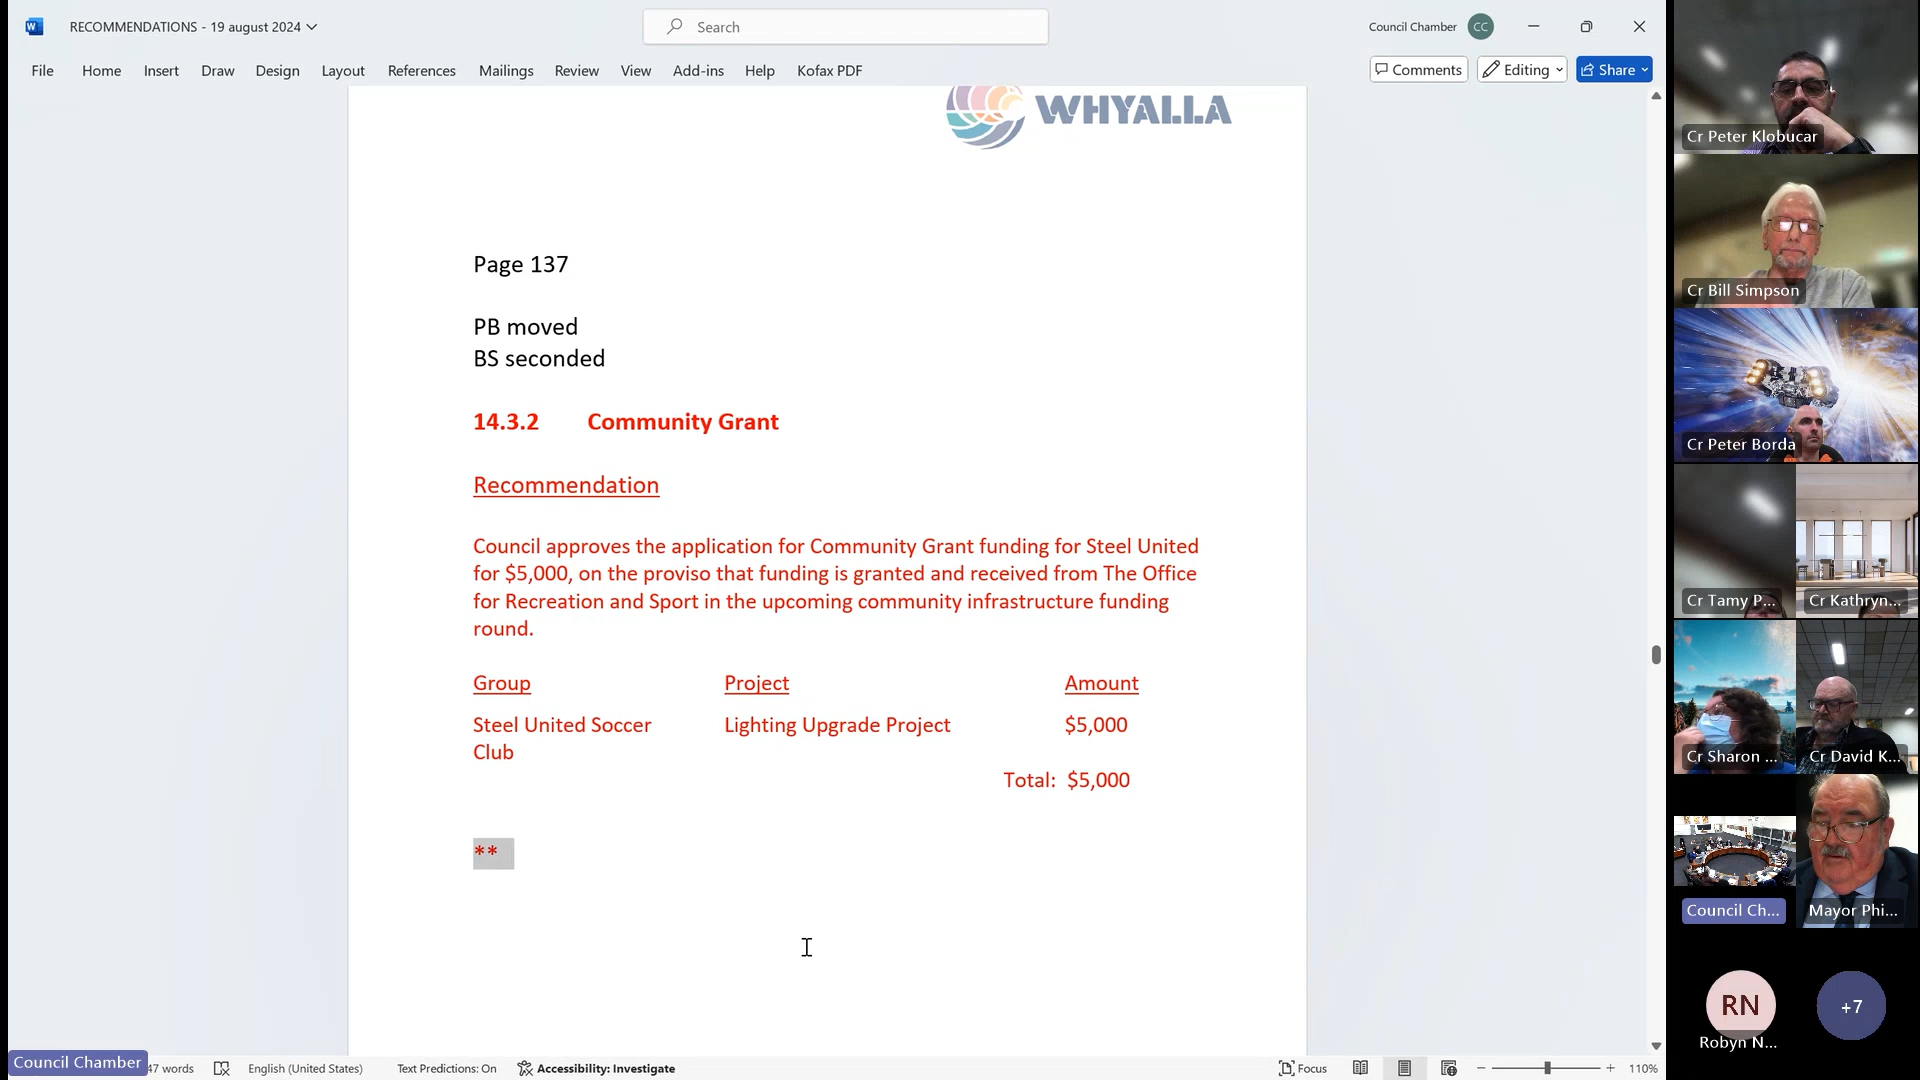 RECOMMENDATIONS - 19 august 2024
Search
Council Chamber
CC
File Home Insert Draw Design Layout References Mailings Review View Add-ins Help Kofax PDF
Comments Editing Share
WHYALLA
Page 137
PB moved
BS seconded
14.3.2 Community Grant
Recommendation
Council approves the application for Community Grant funding for Steel United
for $5,000, on the proviso that funding is granted and received from The Office
for Recreation and Sport in the upcoming community infrastructure funding
round.
Group Project Amount
Steel United Soccer Lighting Upgrade Project $5,000
Club
Total: $5,000
**
Cr Peter Klobucar
Cr Bill Simpson
Cr Peter Borda
Cr Tamy P... Cr Kathryn...
Cr Sharon ... Cr David K...
Council Ch... Mayor Phi...
RN
+7
Robyn N...
Council Chamber
47 words English (United States) Text Predictions: On Accessibility: Investigate Focus 110%